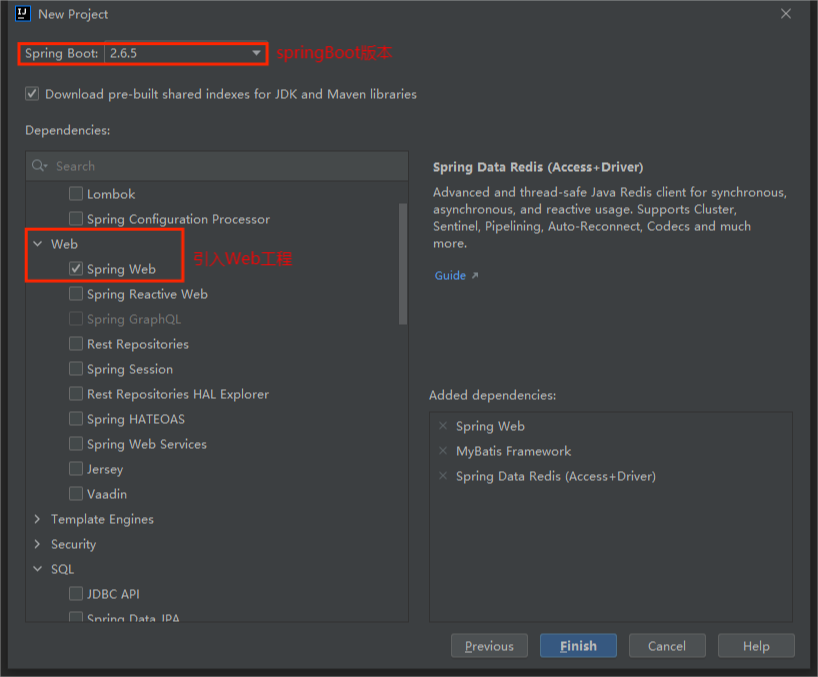 New Project
Spring Boot: 2.6.5 springBoot版本
Download pre-built shared indexes for JDK and Maven libraries
Dependencies:
Search
Lombok
Spring Configuration Processor
Web
Spring Web
引入Web工程
Spring Reactive Web
Spring GraphQL
Rest Repositories
Spring Session
Rest Repositories HAL Explorer
Spring HATEOAS
Spring Web Services
Jersey
Vaadin
Template Engines
Security
SQL
JDBC API
Spring Data JPA
Spring Data Redis (Access+Driver)
Advanced and thread-safe Java Redis client for synchronous,
asynchronous, and reactive usage. Supports Cluster,
Sentinel, Pipelining, Auto-Reconnect, Codecs and much
more.
Guide
Added dependencies:
Spring Web
MyBatis Framework
Spring Data Redis (Access+Driver)
Previous Finish Cancel Help